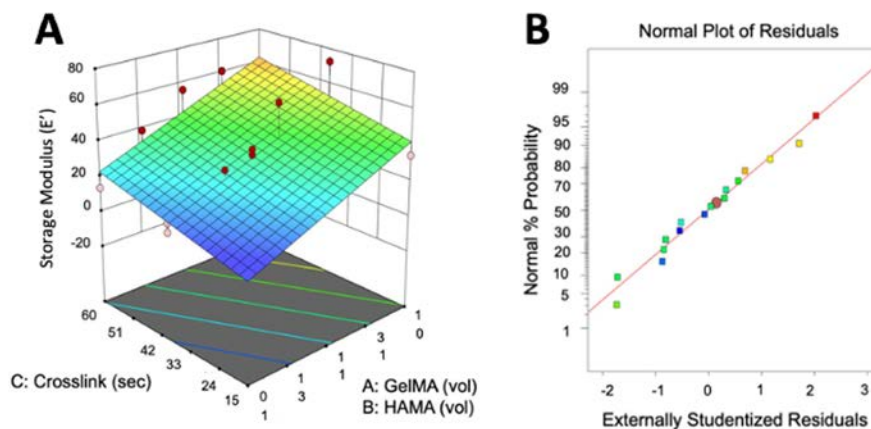 A
Storage Modulus (E')
80
60
40
20
0
-20
60
51
42
33
24
15
C: Crosslink (sec)
0 1 1 3 1
1 3 1 1 0
A: GelMA (vol)
B: HAMA (vol)
B
Normal Plot of Residuals
Normal % Probability
99
95
90
80
70
50
30
20
10
5
1
-2 -1 0 1 2 3
Externally Studentized Residuals